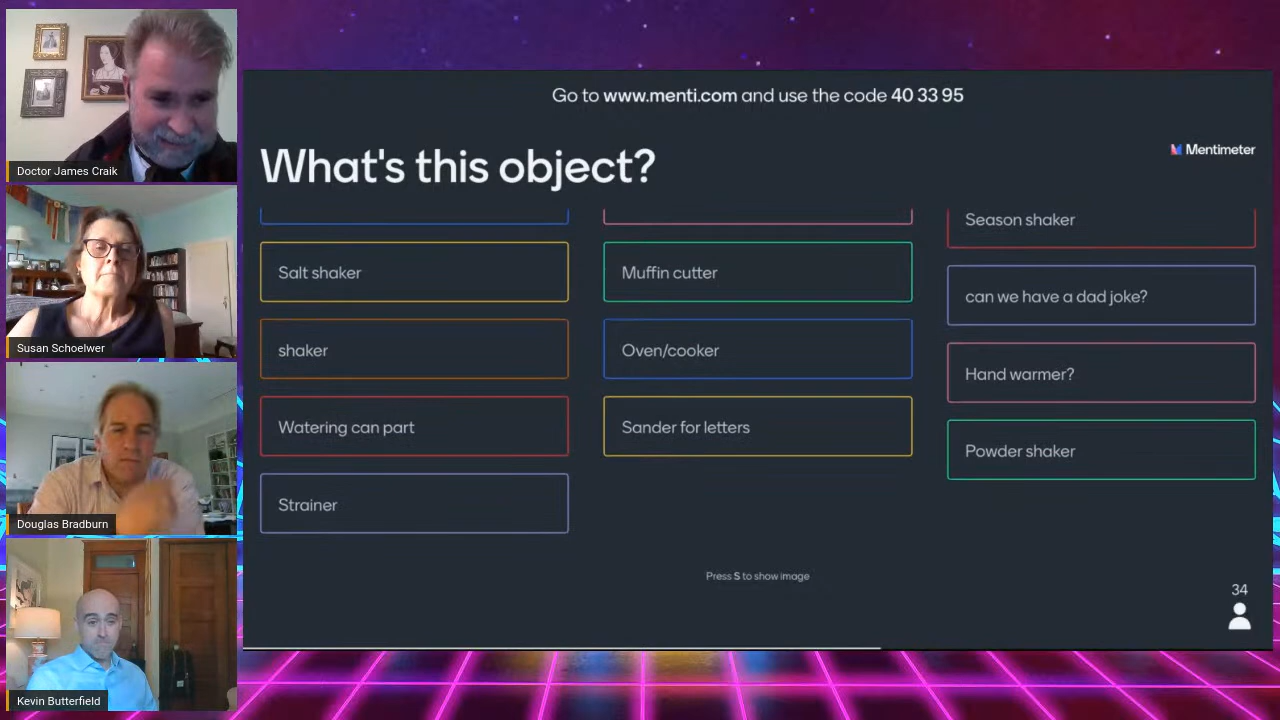 Go to www.menti.com and use the code 40 33 95
What's this object?
Mentimeter
Salt shaker
shaker
Watering can part
Strainer
Muffin cutter
Oven/cooker
Sander for letters
Season shaker
can we have a dad joke?
Hand warmer?
Powder shaker
Press S to show image
34
Doctor James Craik
Susan Schoelwer
Douglas Bradburn
Kevin Butterfield